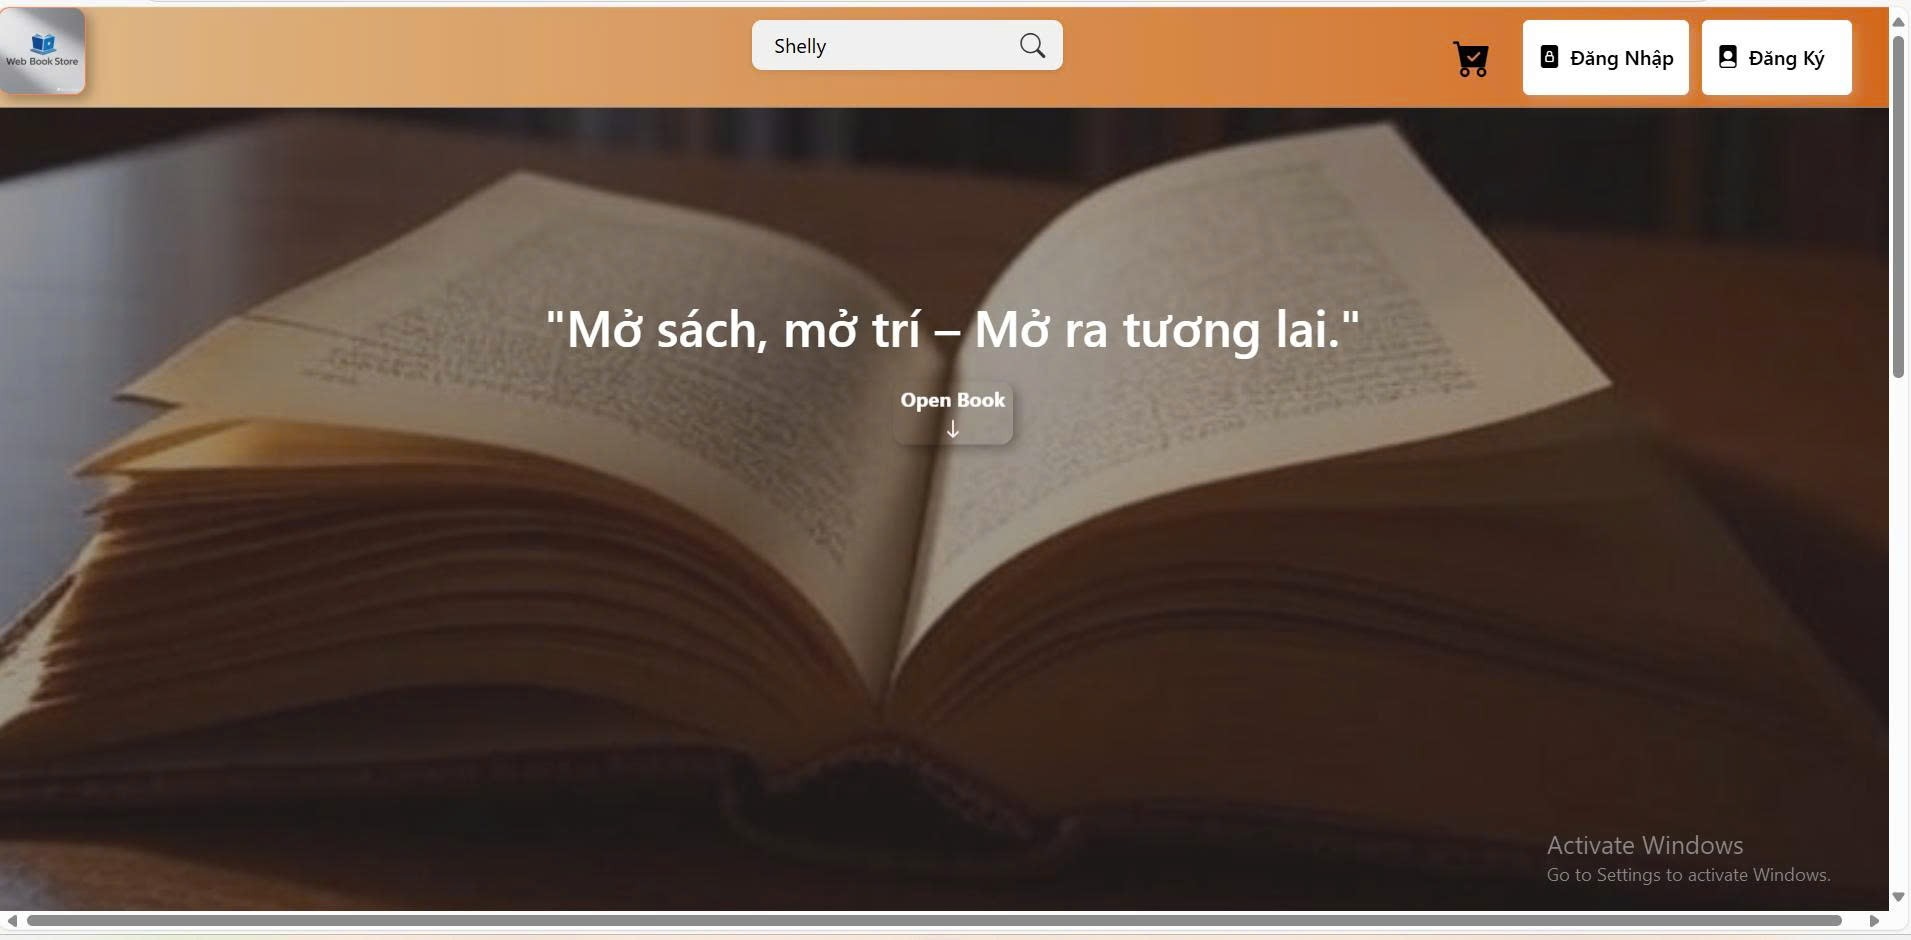 Web Book Store
Shelly
Đăng Nhập
Đăng Ký
"Mở sách, mở trí – Mở ra tương lai."
Open Book
↓
Activate Windows
Go to Settings to activate Windows.